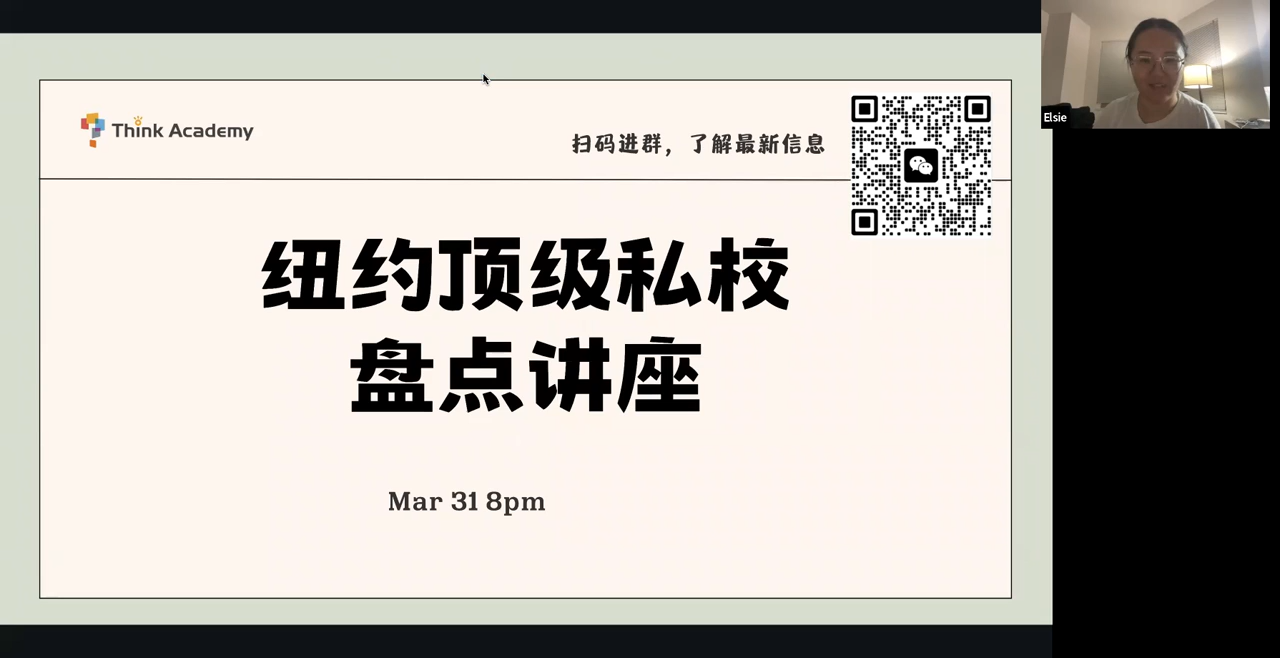 Think Academy
扫码进群，了解最新信息
纽约顶级私校
盘点讲座
Mar 31 8pm
Elsie